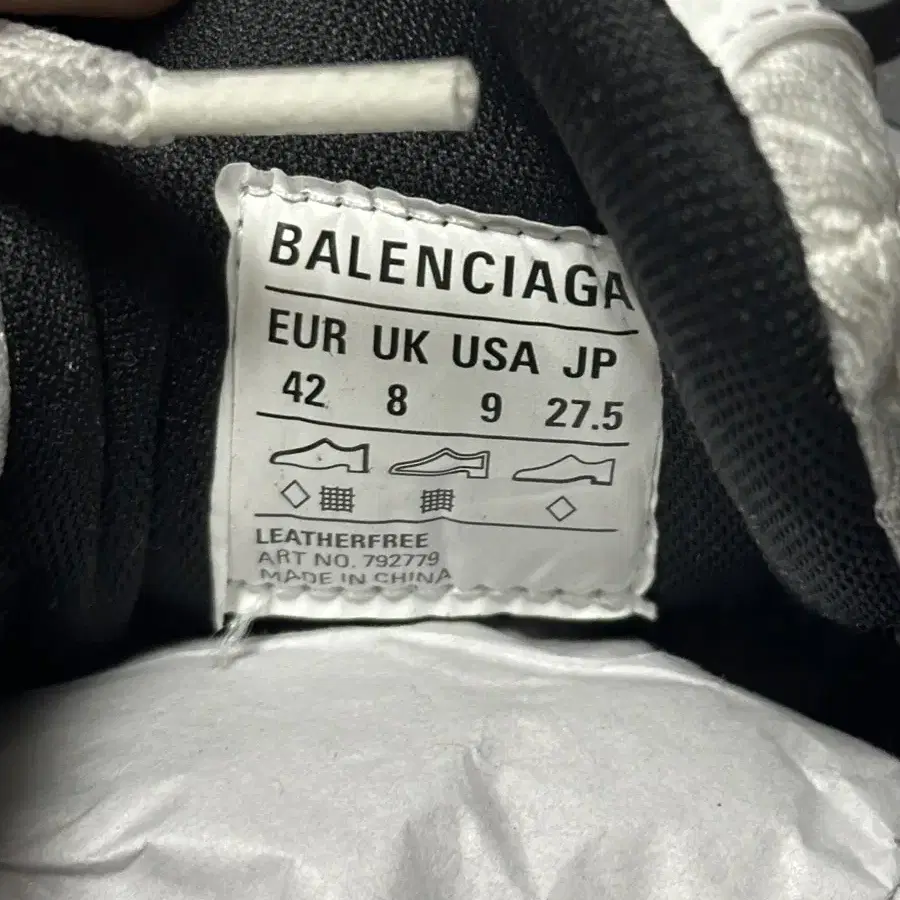 BALENCIAGA
EUR UK USA JP
42 8 9 27.5
LEATHERFREE
ART NO. 792779
MADE IN CHINA